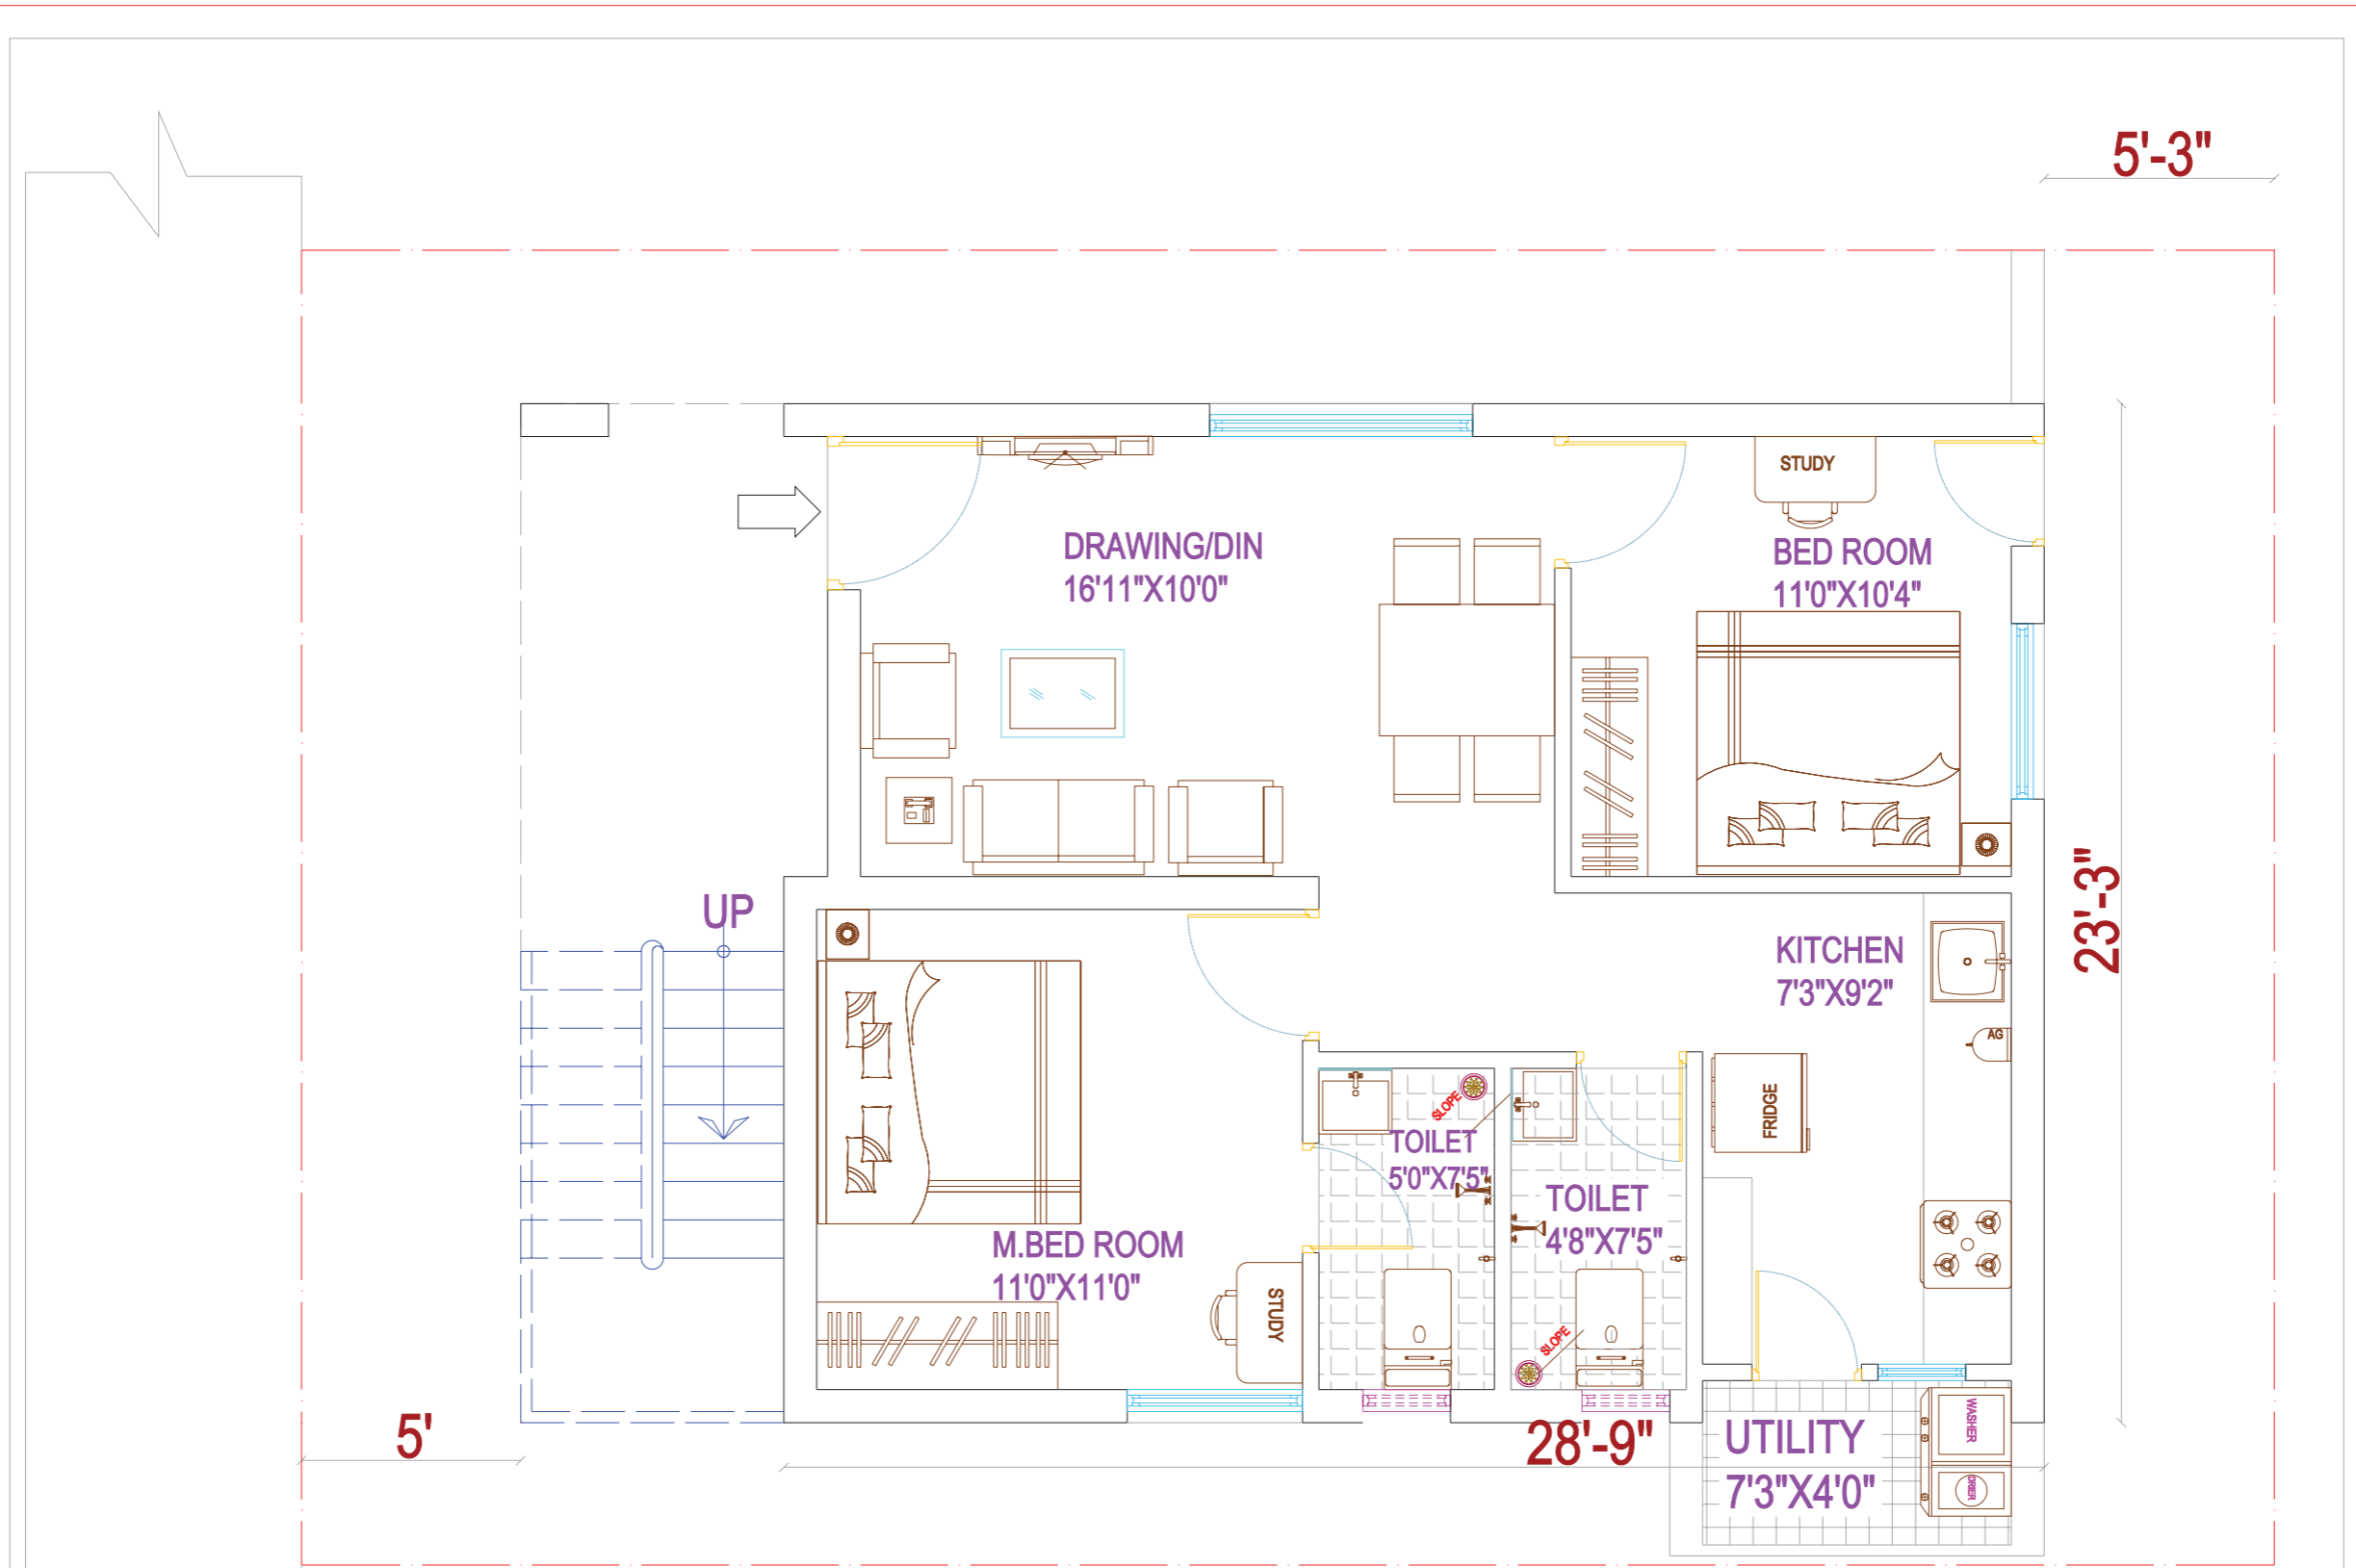 5'-3"
STUDY
DRAWING/DIN
16'11"X10'0"
BED ROOM
11'0"X10'4"
UP
KITCHEN
7'3"X9'2"
23'-3"
AG
FRIDGE
SLOPE
TOILET
5'0"X7'5"
TOILET
4'8"X7'5"
M.BED ROOM
11'0"X11'0"
STUDY
SLOPE
5'
28'-9"
UTILITY
7'3"X4'0"
WASHER
DRIER